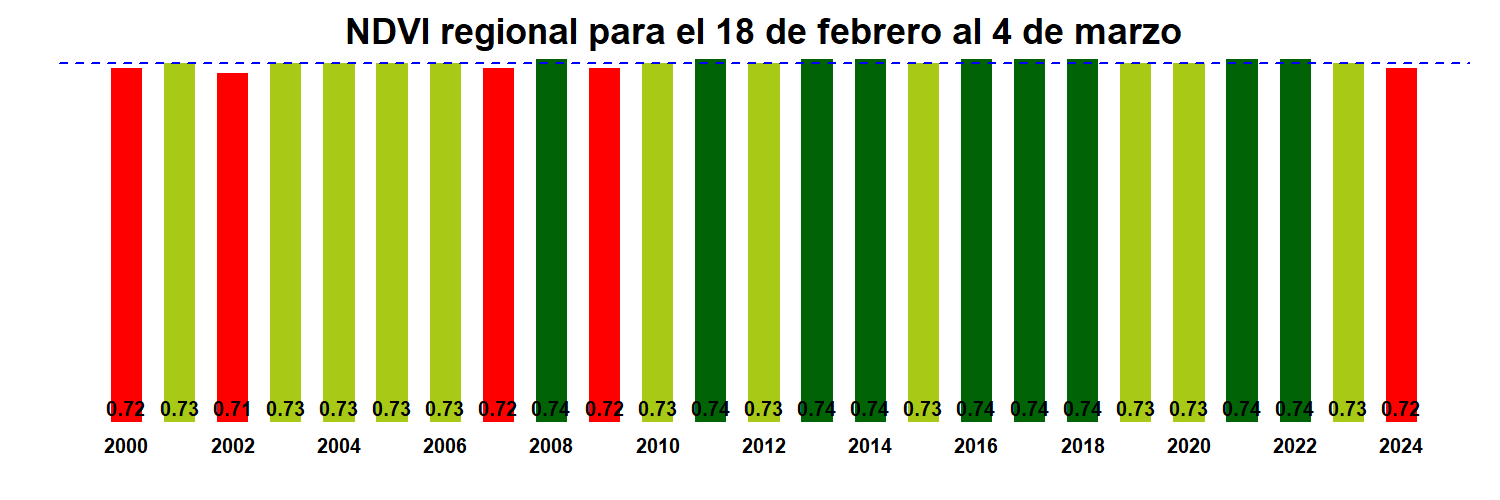 NDVI regional para el 18 de febrero al 4 de marzo
0.72 0.73 0.71 0.73 0.73 0.73 0.73 0.72 0.74 0.72 0.73 0.74 0.73 0.74 0.74 0.73 0.74 0.74 0.74 0.73 0.73 0.74 0.74 0.73 0.72
2000 2002 2004 2006 2008 2010 2012 2014 2016 2018 2020 2022 2024